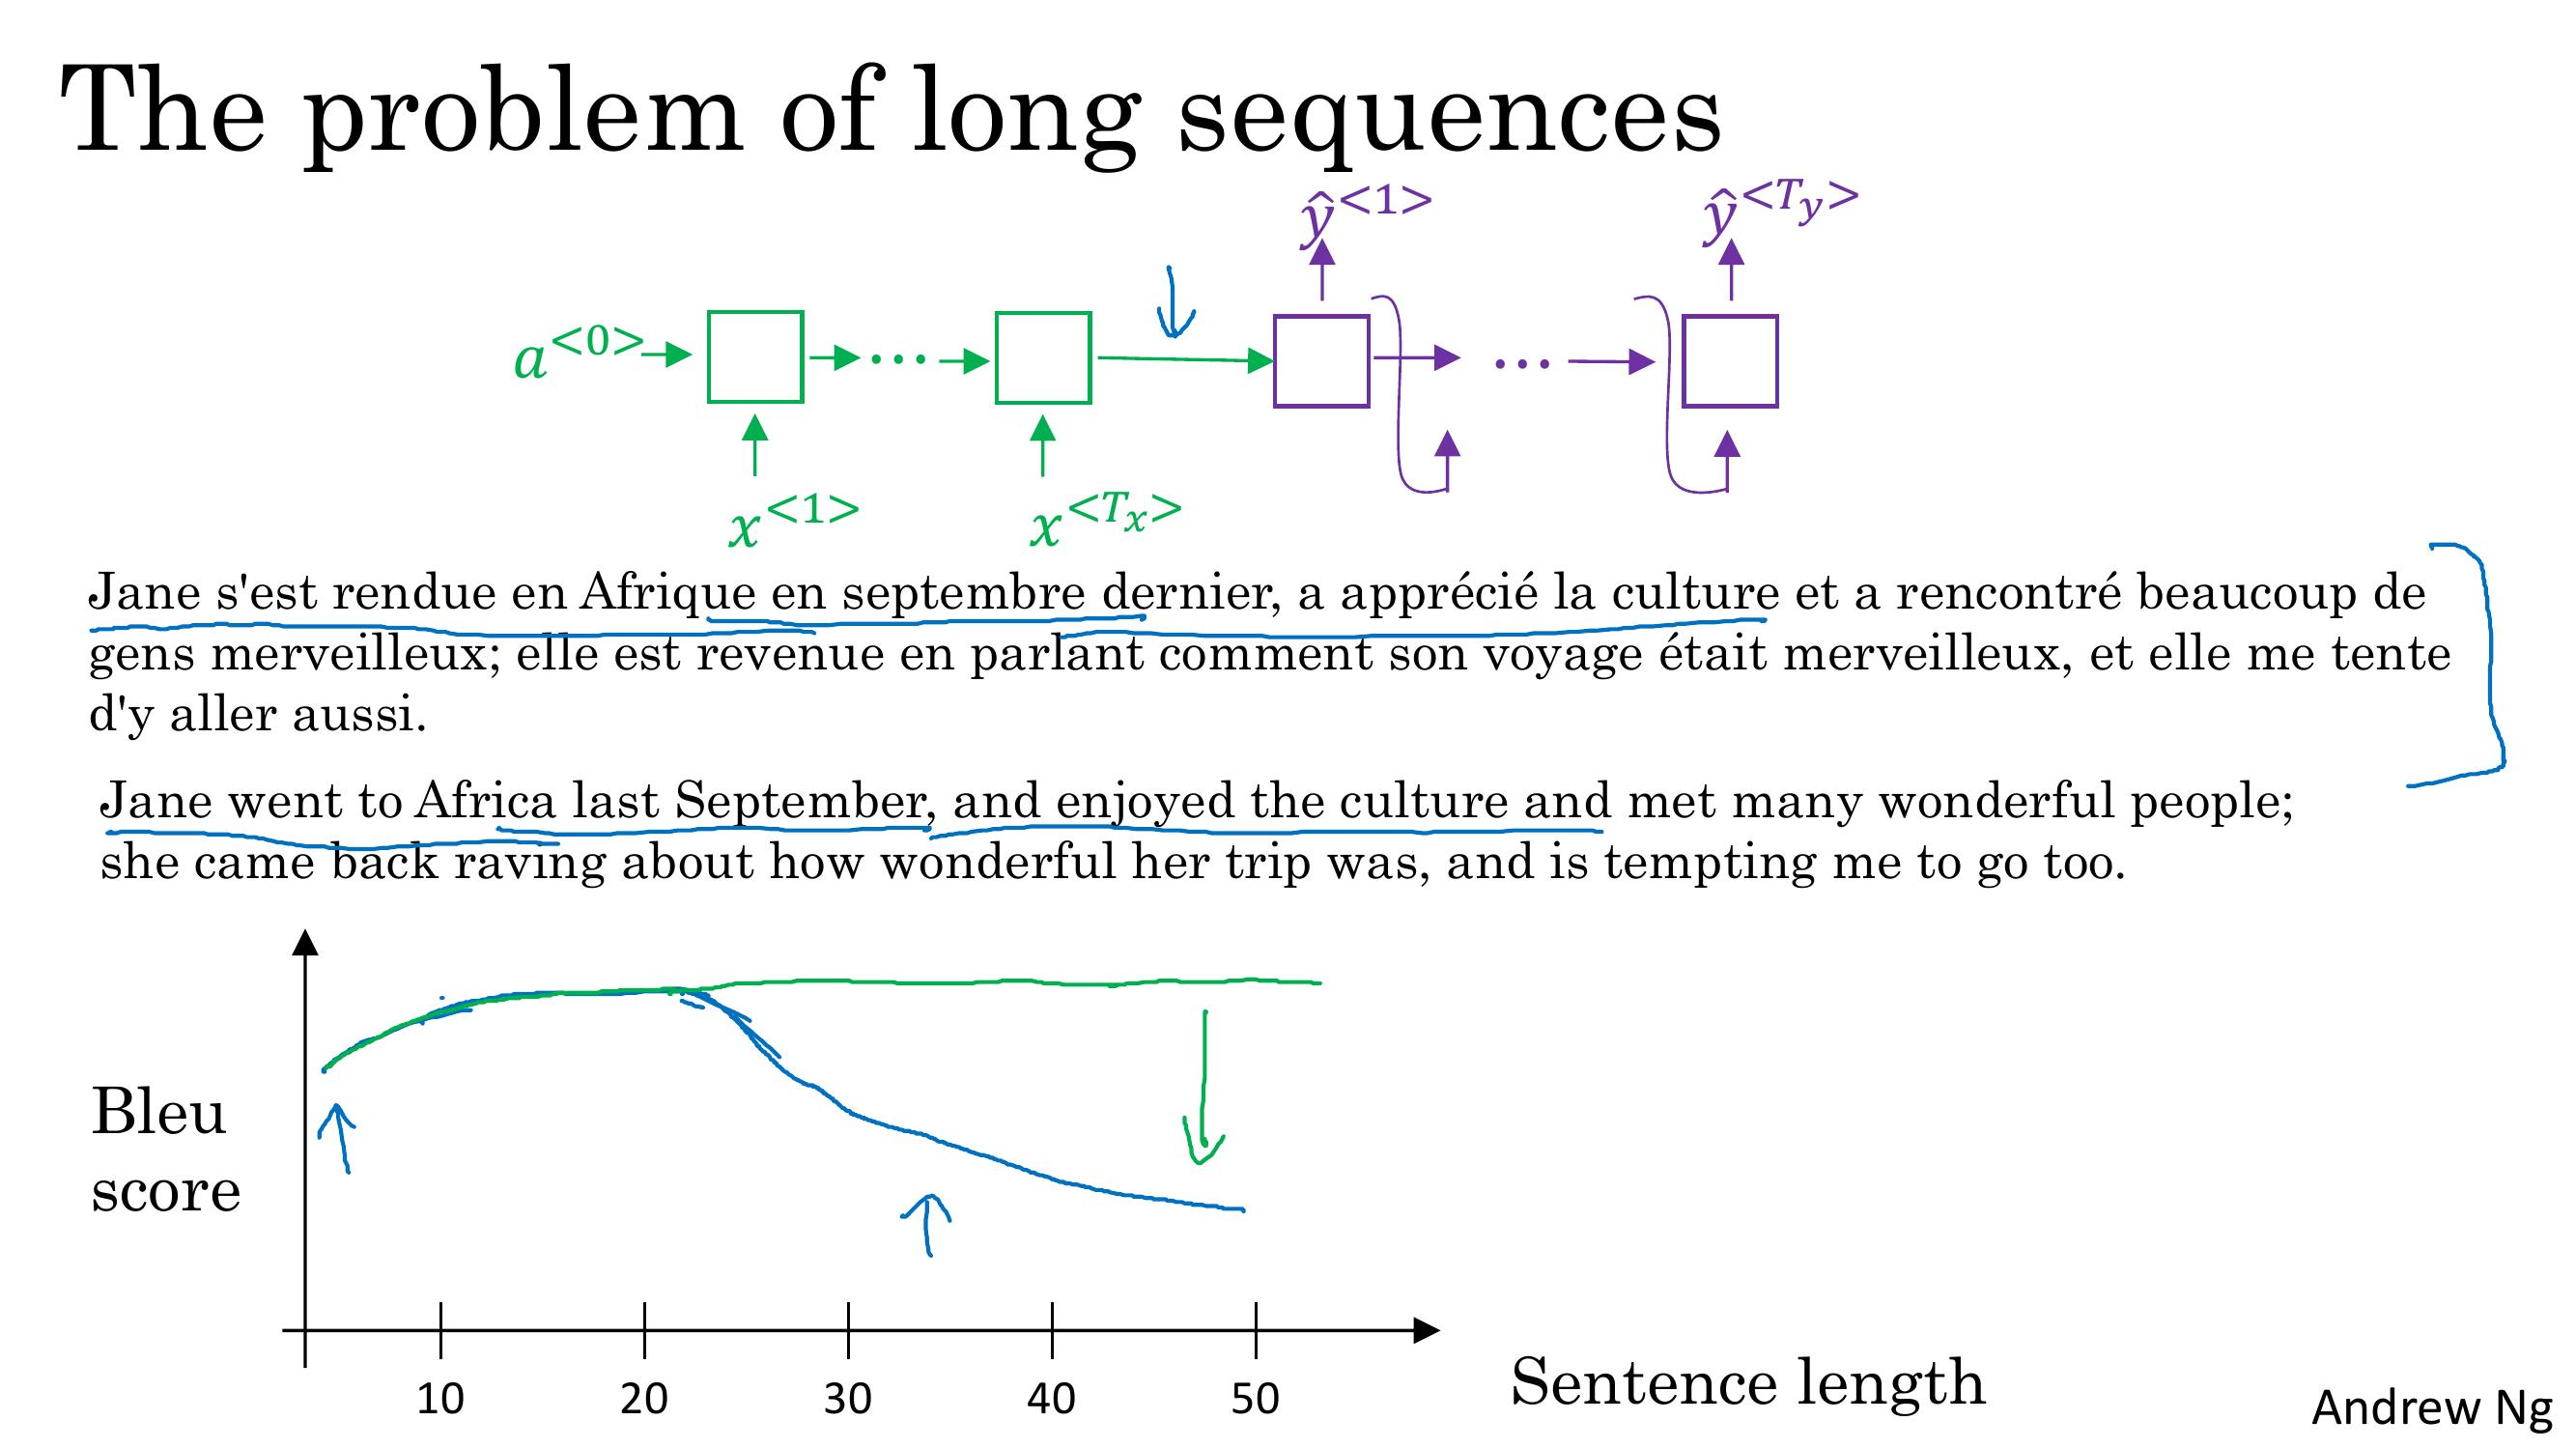 The problem of long sequences
ŷ<1> ŷ<Ty>
a<0>
x<1> x<Tx>
Jane s'est rendue en Afrique en septembre dernier, a apprécié la culture et a rencontré beaucoup de
gens merveilleux; elle est revenue en parlant comment son voyage était merveilleux, et elle me tente
d'y aller aussi.
Jane went to Africa last September, and enjoyed the culture and met many wonderful people;
she came back raving about how wonderful her trip was, and is tempting me to go too.
Bleu
score
10 20 30 40 50
Sentence length
Andrew Ng